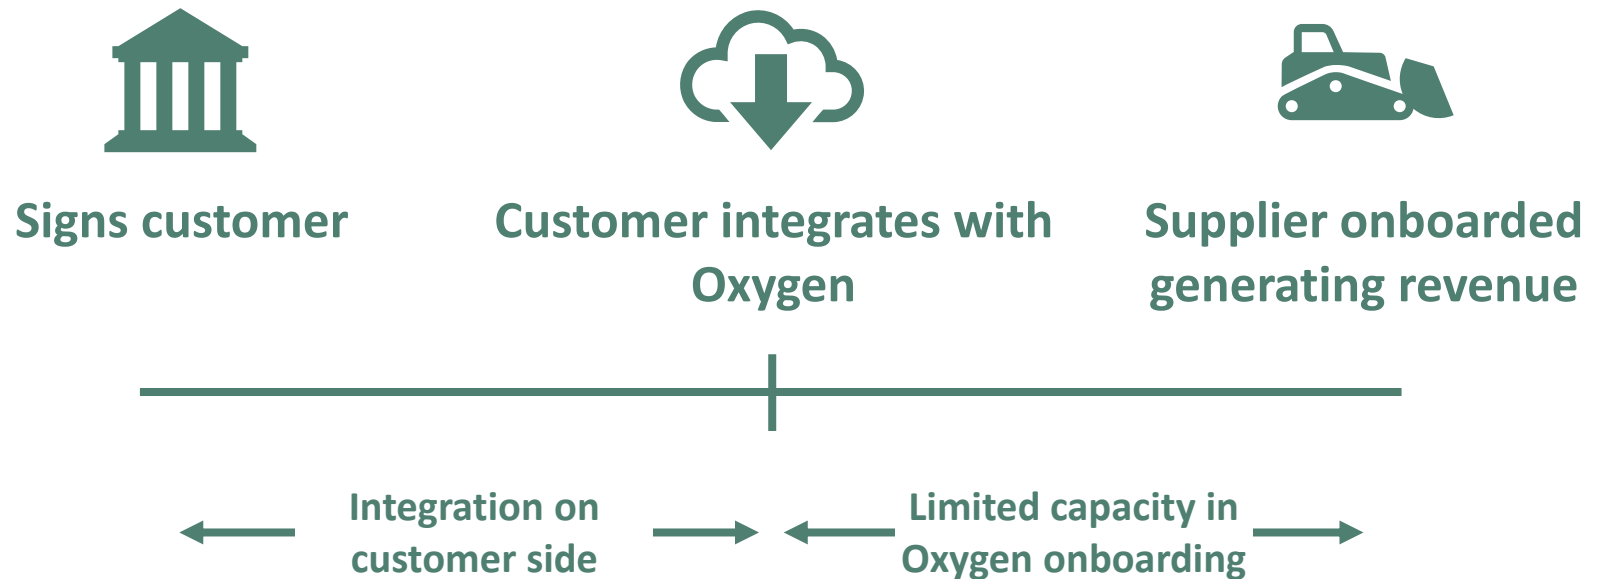 Signs customer
Customer integrates with
Oxygen
Supplier onboarded
generating revenue
Integration on
customer side
Limited capacity in
Oxygen onboarding